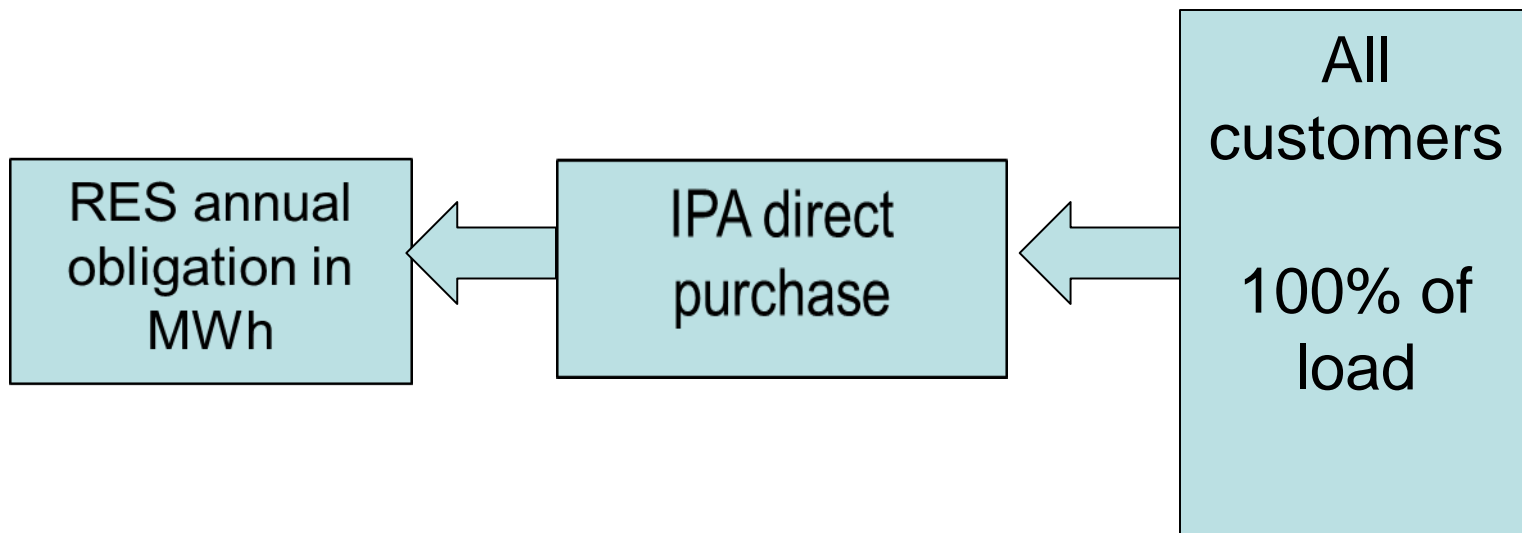 RES annual
obligation in
MWh
IPA direct
purchase
All
customers
100% of
load